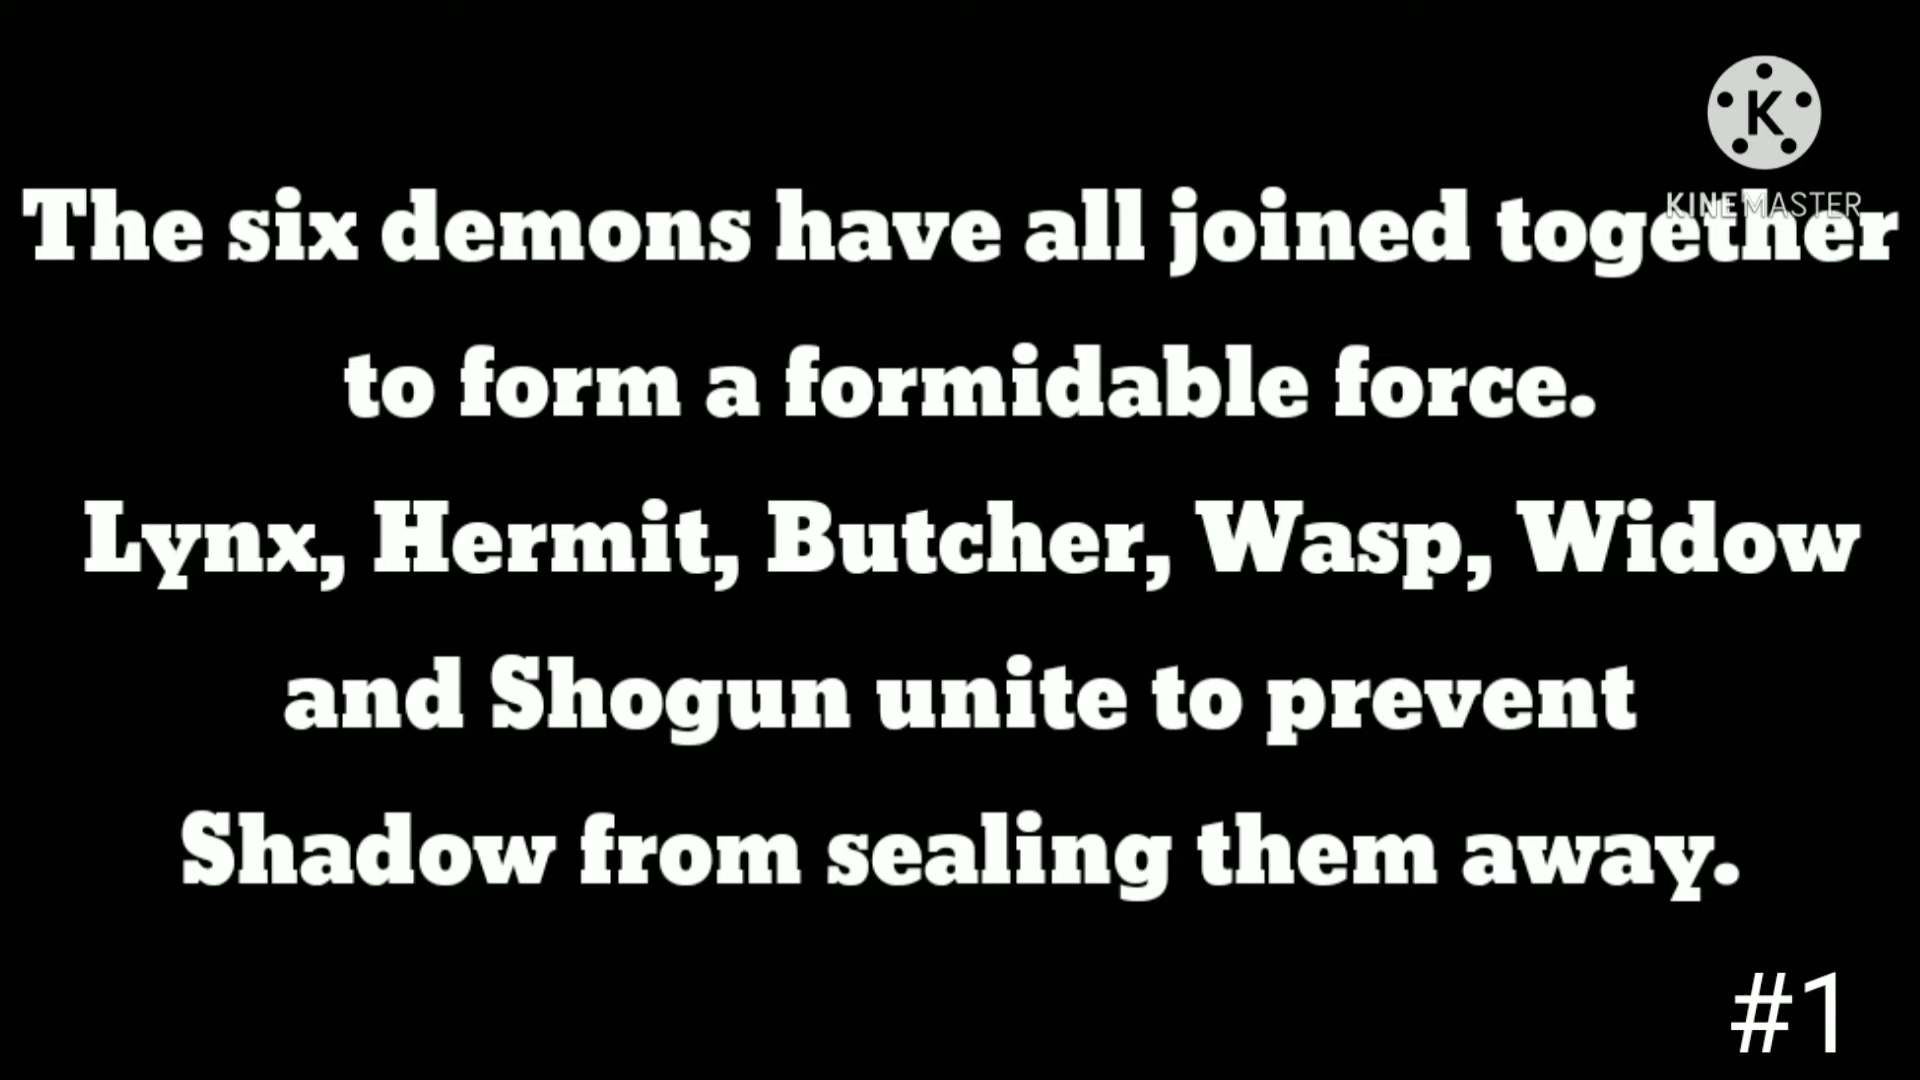 K
KINEMASTER
The six demons have all joined together
to form a formidable force.
Lynx, Hermit, Butcher, Wasp, Widow
and Shogun unite to prevent
Shadow from sealing them away.
#1